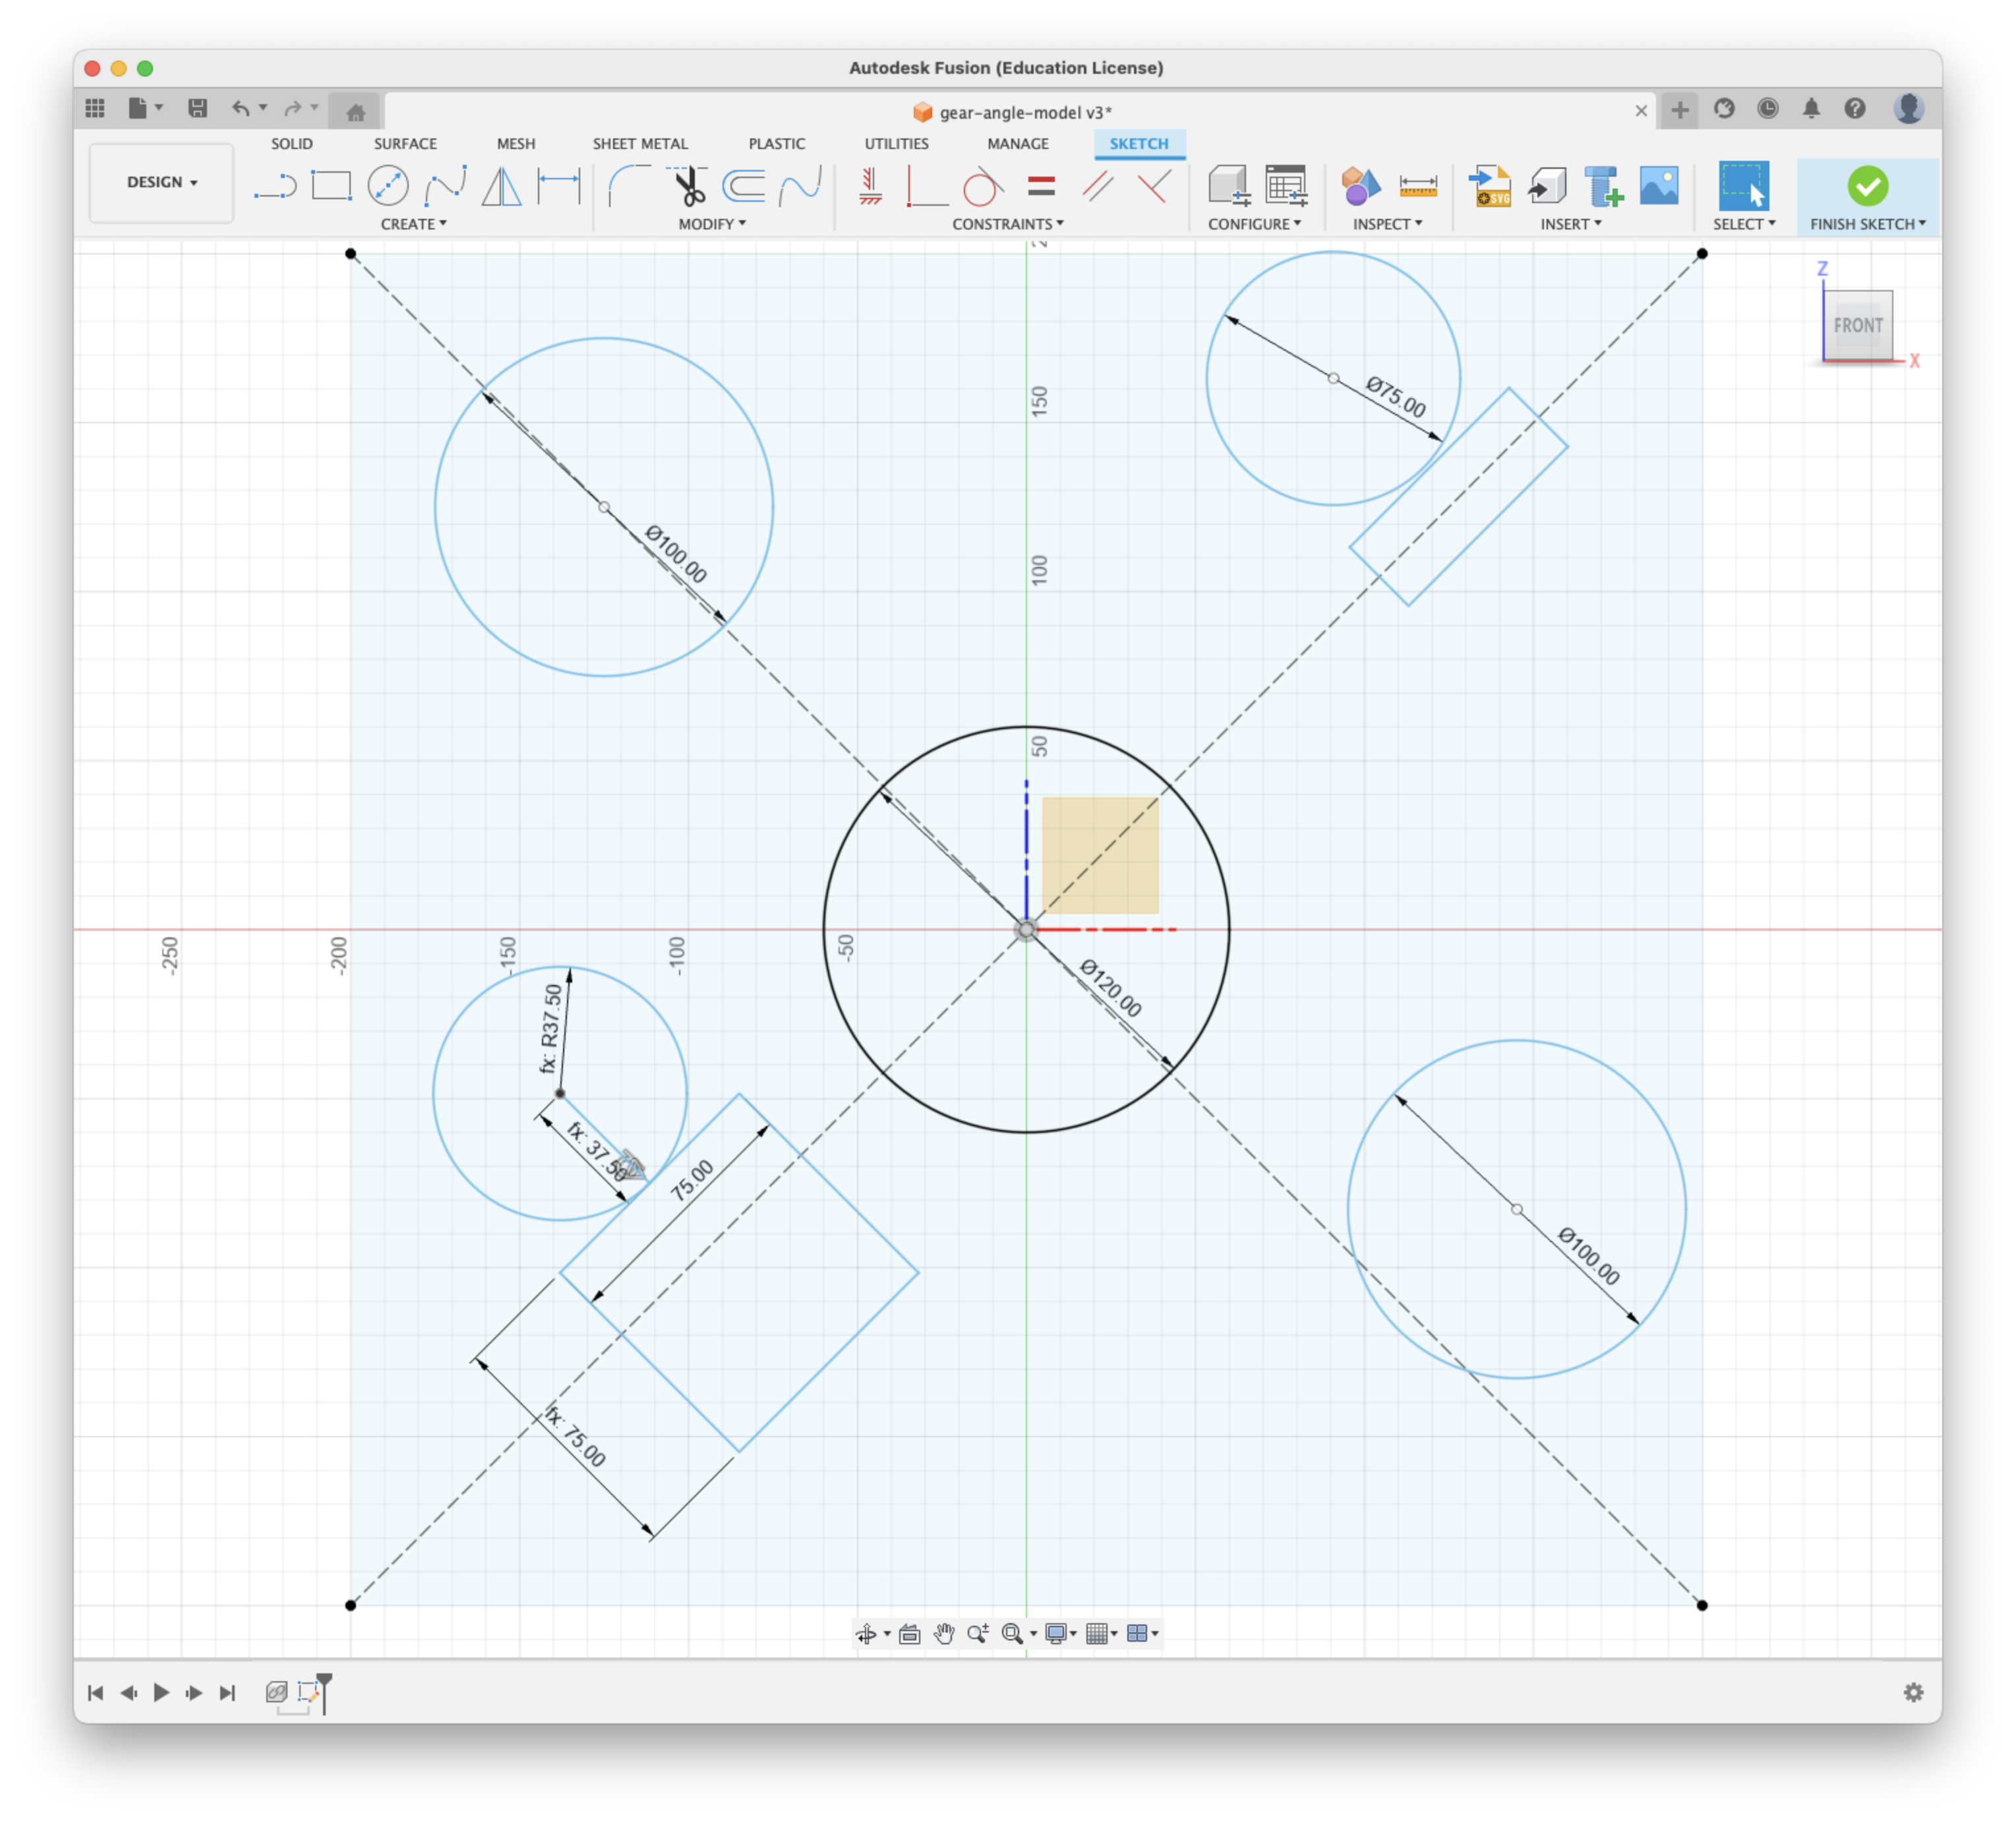 Autodesk Fusion (Education License)
gear-angle-model v3*
SOLID SURFACE MESH SHEET METAL PLASTIC UTILITIES MANAGE SKETCH
DESIGN
SVG
CREATE MODIFY CONSTRAINTS CONFIGURE INSPECT INSERT SELECT FINISH SKETCH
Z
FRONT
X
Ø75.00
150
Ø100.00
100
50
-250
-200
-150
-100
-50
Ø120.00
fx: R37.50
fx: 37.50
75.00
Ø100.00
fx: 75.00